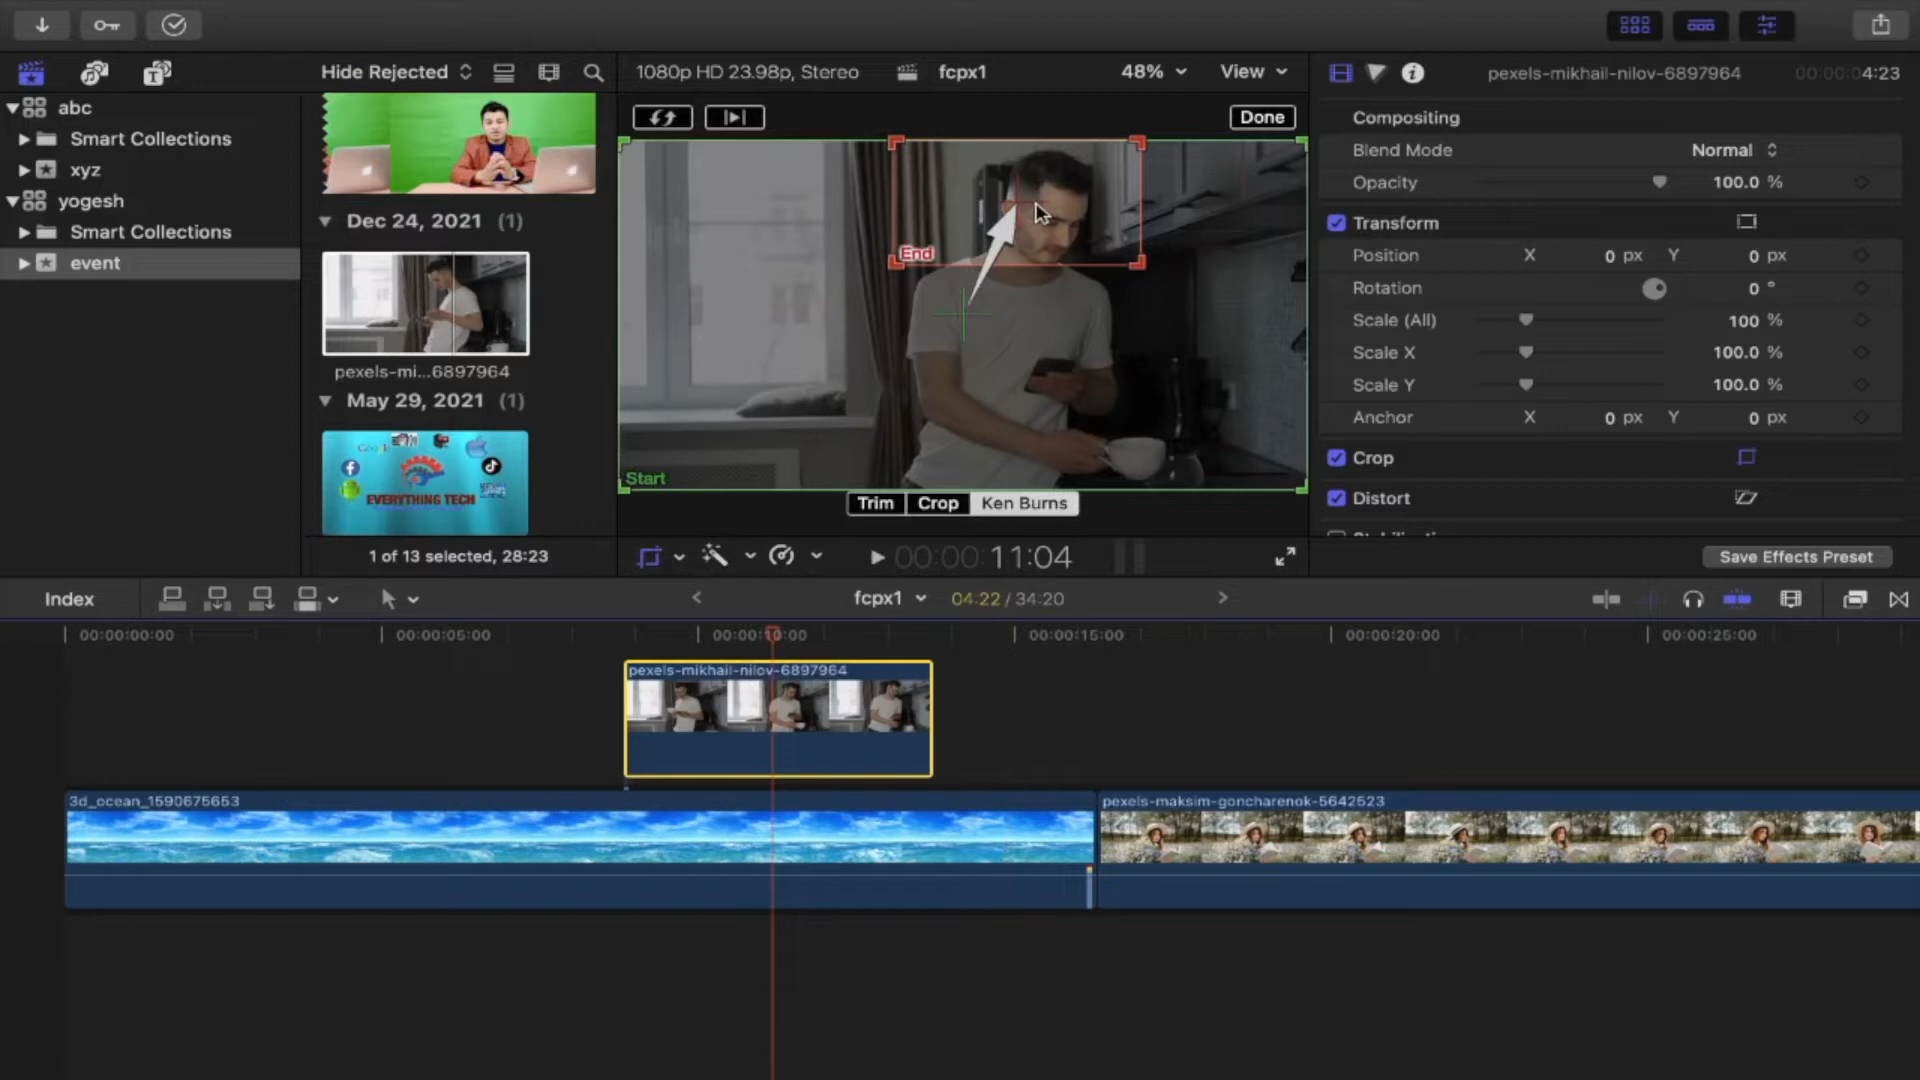 Hide Rejected
1080p HD 23.98p, Stereo
fcpx1
48%
View
pexels-mikhail-nilov-6897964
00:00:04:23
abc
Smart Collections
xyz
yogesh
Smart Collections
event
Dec 24, 2021 (1)
pexels-mi...6897964
May 29, 2021 (1)
Google
EVERYTHING TECH
1 of 13 selected, 28:23
Done
End
Start
Trim
Crop
Ken Burns
00:00:11:04
Compositing
Blend Mode
Normal
Opacity
100.0 %
Transform
Position X 0 px Y 0 px
Rotation 0 °
Scale (All) 100 %
Scale X 100.0 %
Scale Y 100.0 %
Anchor X 0 px Y 0 px
Crop
Distort
Save Effects Preset
Index
fcpx1
04:22 / 34:20
00:00:00:00
00:00:05:00
00:00:10:00
00:00:15:00
00:00:20:00
00:00:25:00
pexels-mikhail-nilov-6897964
3d_ocean_1590675653
pexels-maksim-goncharenok-5642523